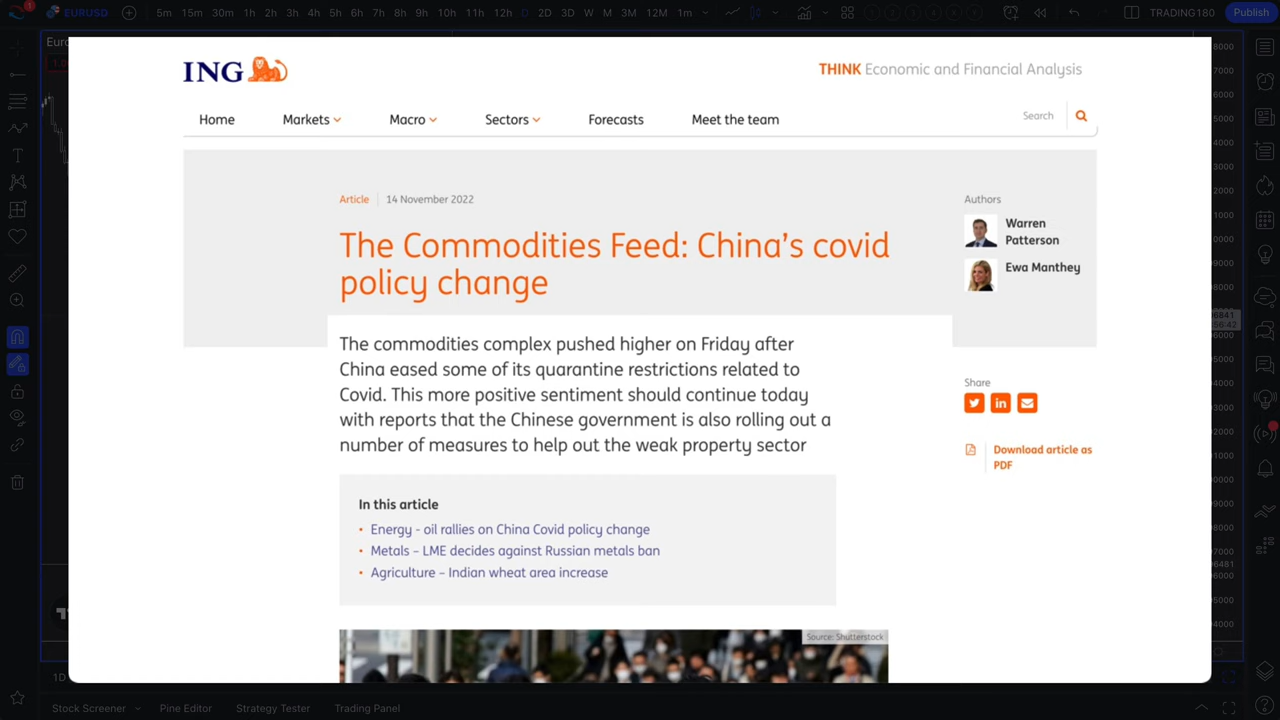 EURUSD
5m 15m 30m 1h 2h 3h 4h 5h 6h 7h 8h 11h 12h D 2D 3D W M 3M 12M 1m
TRADING180
Publish
ING
THINK Economic and Financial Analysis
Home Markets Macro Sectors Forecasts Meet the team
Search
Article 14 November 2022
The Commodities Feed: China's covid
policy change
Authors
Warren
Patterson
Ewa Manthey
The commodities complex pushed higher on Friday after
China eased some of its quarantine restrictions related to
Covid. This more positive sentiment should continue today
with reports that the Chinese government is also rolling out a
number of measures to help out the weak property sector
Share
Download article as
PDF
In this article
• Energy - oil rallies on China Covid policy change
• Metals – LME decides against Russian metals ban
• Agriculture – Indian wheat area increase
Source: Shutterstock
1D
Stock Screener Pine Editor Strategy Tester Trading Panel